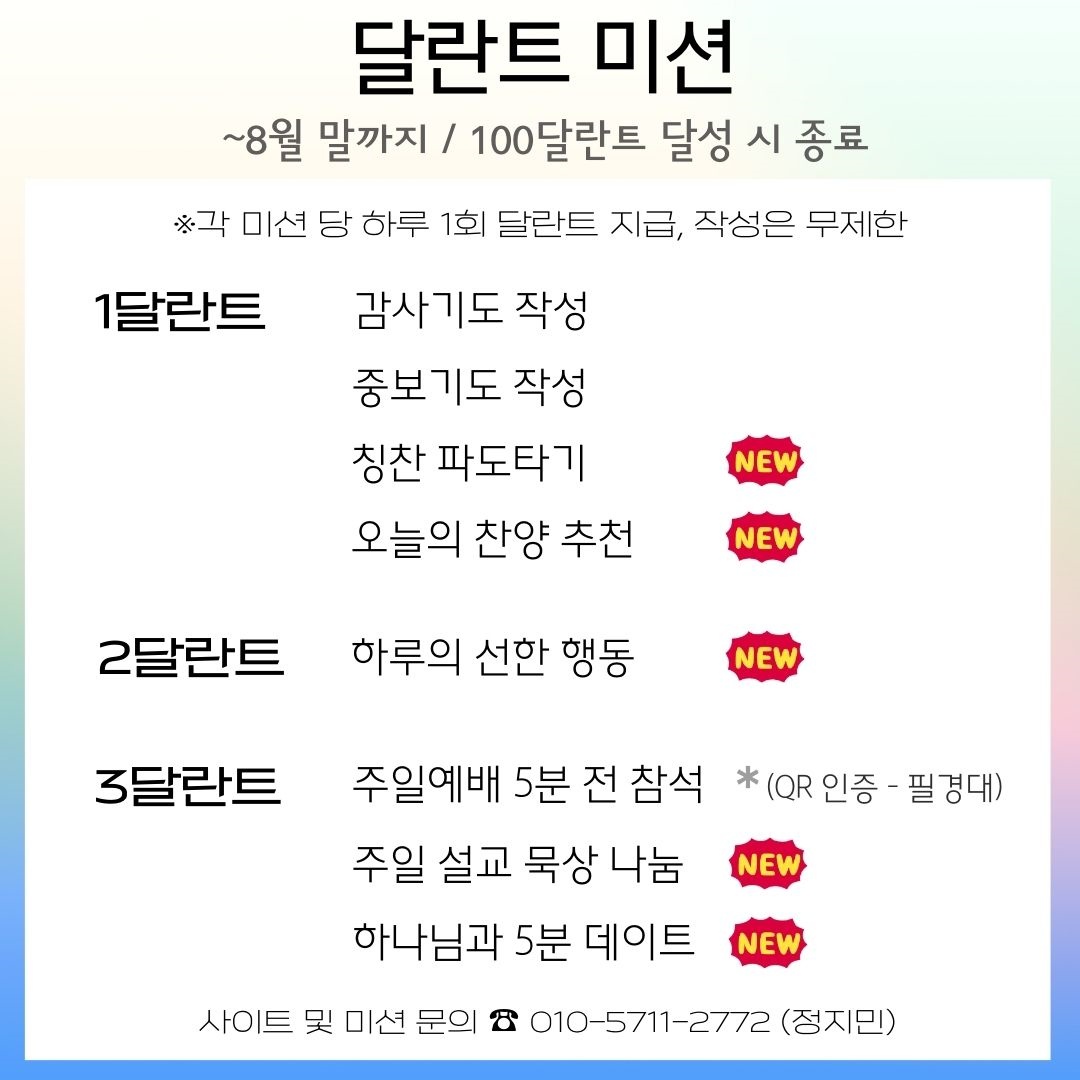 달란트 미션
~8월 말까지 / 100달란트 달성 시 종료
※각 미션 당 하루 1회 달란트 지급, 작성은 무제한
1달란트 감사기도 작성
중보기도 작성
칭찬 파도타기 NEW
오늘의 찬양 추천 NEW
2달란트 하루의 선한 행동 NEW
3달란트 주일예배 5분 전 참석 *(QR 인증 - 필경대)
주일 설교 묵상 나눔 NEW
하나님과 5분 데이트 NEW
사이트 및 미션 문의 ☎ 010-5711-2772 (정지민)